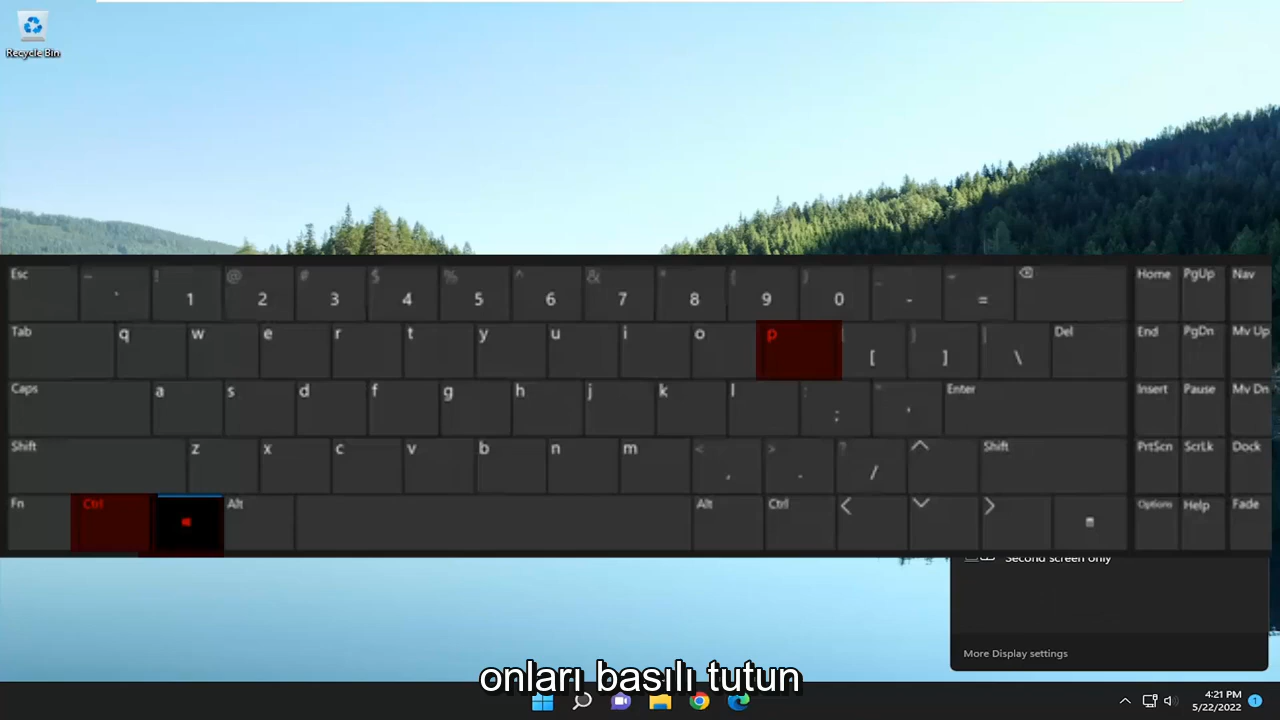 Recycle Bin
Esc ~ ` ! 1 @ 2 # 3 $ 4 % 5 ^ 6 & 7 * 8 ( 9 ) 0 _ - = Home PgUp Nav
Tab q w e r t y u i o p [ } ] | \ Del End PgDn Mv Up
Caps a s d f g h j k l : ; " ' Enter Insert Pause Mv Dn
Shift z x c v b n m < , > . ? / Shift PrtScn ScrLk Dock
Fn Ctrl Alt Alt Ctrl Options Help Fade
Second screen only
More Display settings
onları basılı tutun
4:21 PM
5/22/2022
1